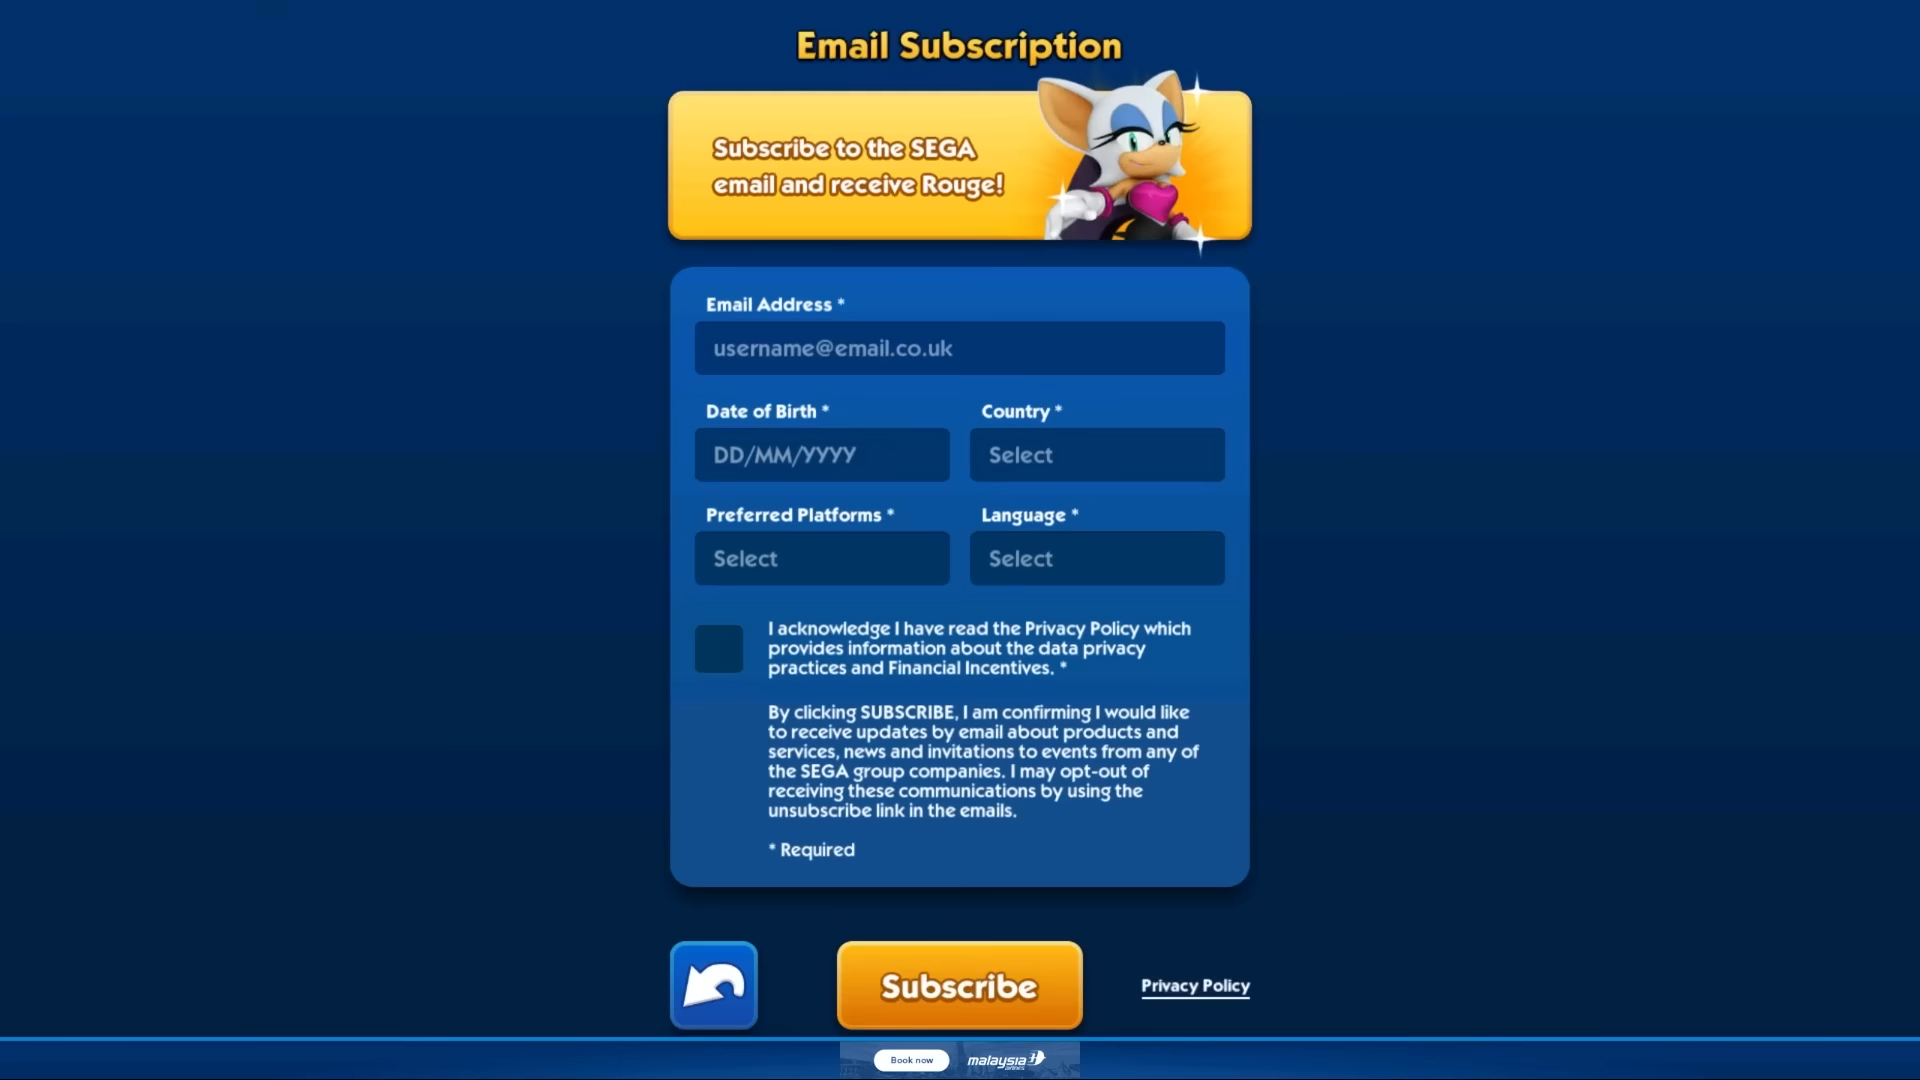 Email Subscription
Subscribe to the SEGA
email and receive Rouge!
Email Address *
username@email.co.uk
Date of Birth *
Country *
DD/MM/YYYY
Select
Preferred Platforms *
Language *
Select
Select
I acknowledge I have read the Privacy Policy which
provides information about the data privacy
practices and Financial Incentives. *
By clicking SUBSCRIBE, I am confirming I would like
to receive updates by email about products and
services, news and invitations to events from any of
the SEGA group companies. I may opt-out of
receiving these communications by using the
unsubscribe link in the emails.
* Required
Subscribe
Privacy Policy
Book now
malaysia
airlines